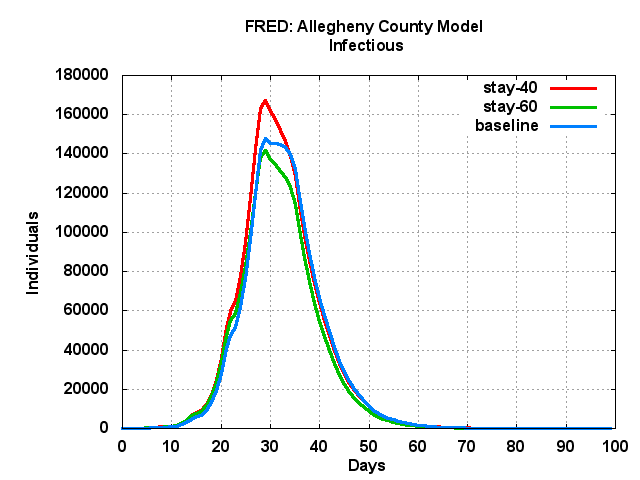 FRED: Allegheny County Model
Infectious
180000
160000
140000
120000
100000
80000
60000
40000
20000
0
Individuals
stay-40
stay-60
baseline
0 10 20 30 40 50 60 70 80 90 100
Days